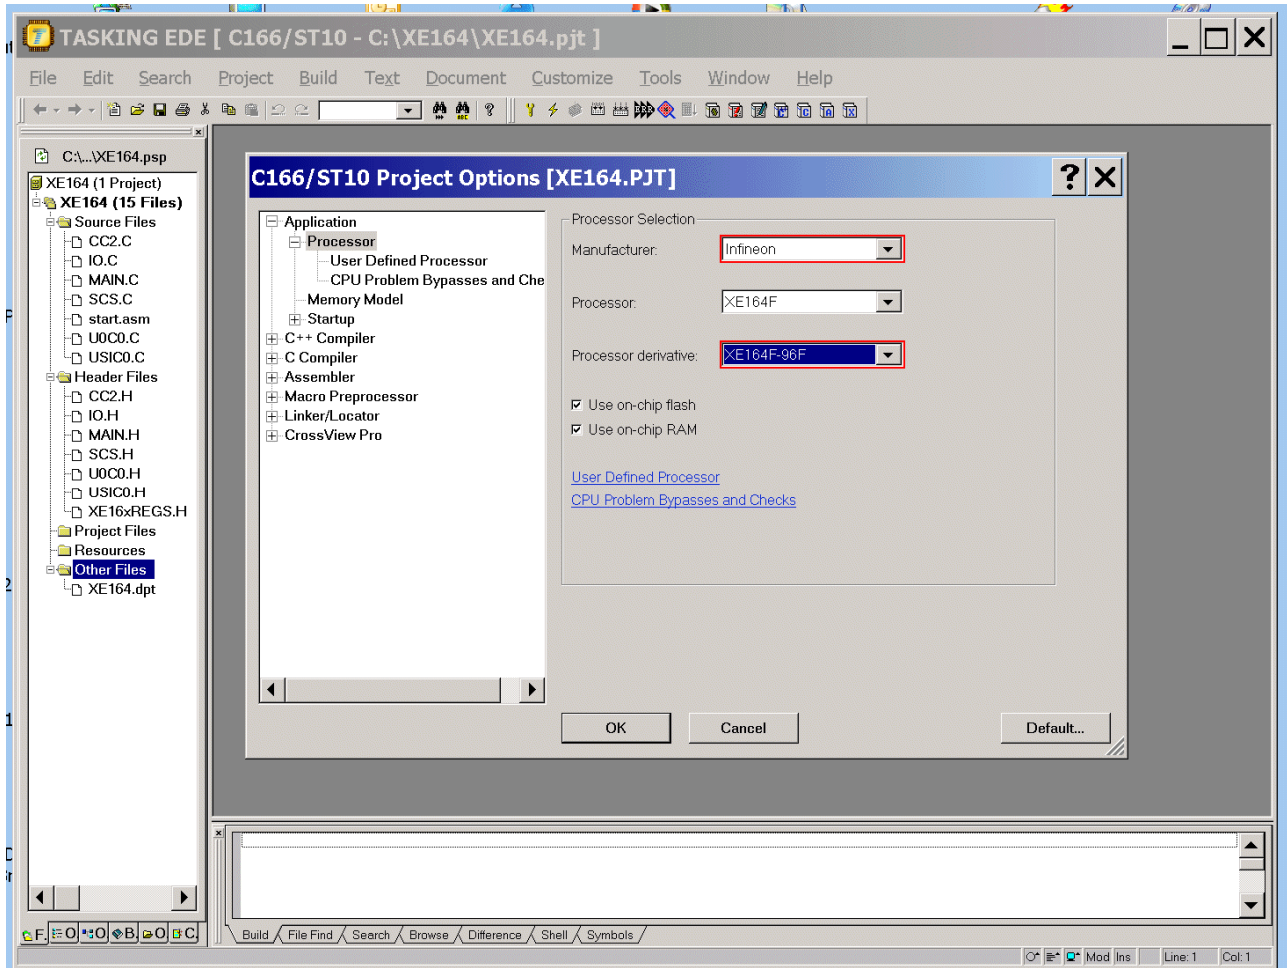 TASKING EDE [ C166/ST10 - C:\XE164\XE164.pjt ]
File Edit Search Project Build Text Document Customize Tools Window Help
C:\...\XE164.psp
XE164 (1 Project)
XE164 (15 Files)
Source Files
CC2.C
IO.C
MAIN.C
SCS.C
start.asm
U0C0.C
USIC0.C
Header Files
CC2.H
IO.H
MAIN.H
SCS.H
U0C0.H
USIC0.H
XE16xREGS.H
Project Files
Resources
Other Files
XE164.dpt
F. O O B. O C.
C166/ST10 Project Options [XE164.PJT]
Application
Processor
User Defined Processor
CPU Problem Bypasses and Che
Memory Model
Startup
C++ Compiler
C Compiler
Assembler
Macro Preprocessor
Linker/Locator
CrossView Pro
Processor Selection
Manufacturer: Infineon
Processor: XE164F
Processor derivative: XE164F-96F
Use on-chip flash
Use on-chip RAM
User Defined Processor
CPU Problem Bypasses and Checks
OK Cancel Default...
Build File Find Search Browse Difference Shell Symbols
Mod Ins Line: 1 Col: 1